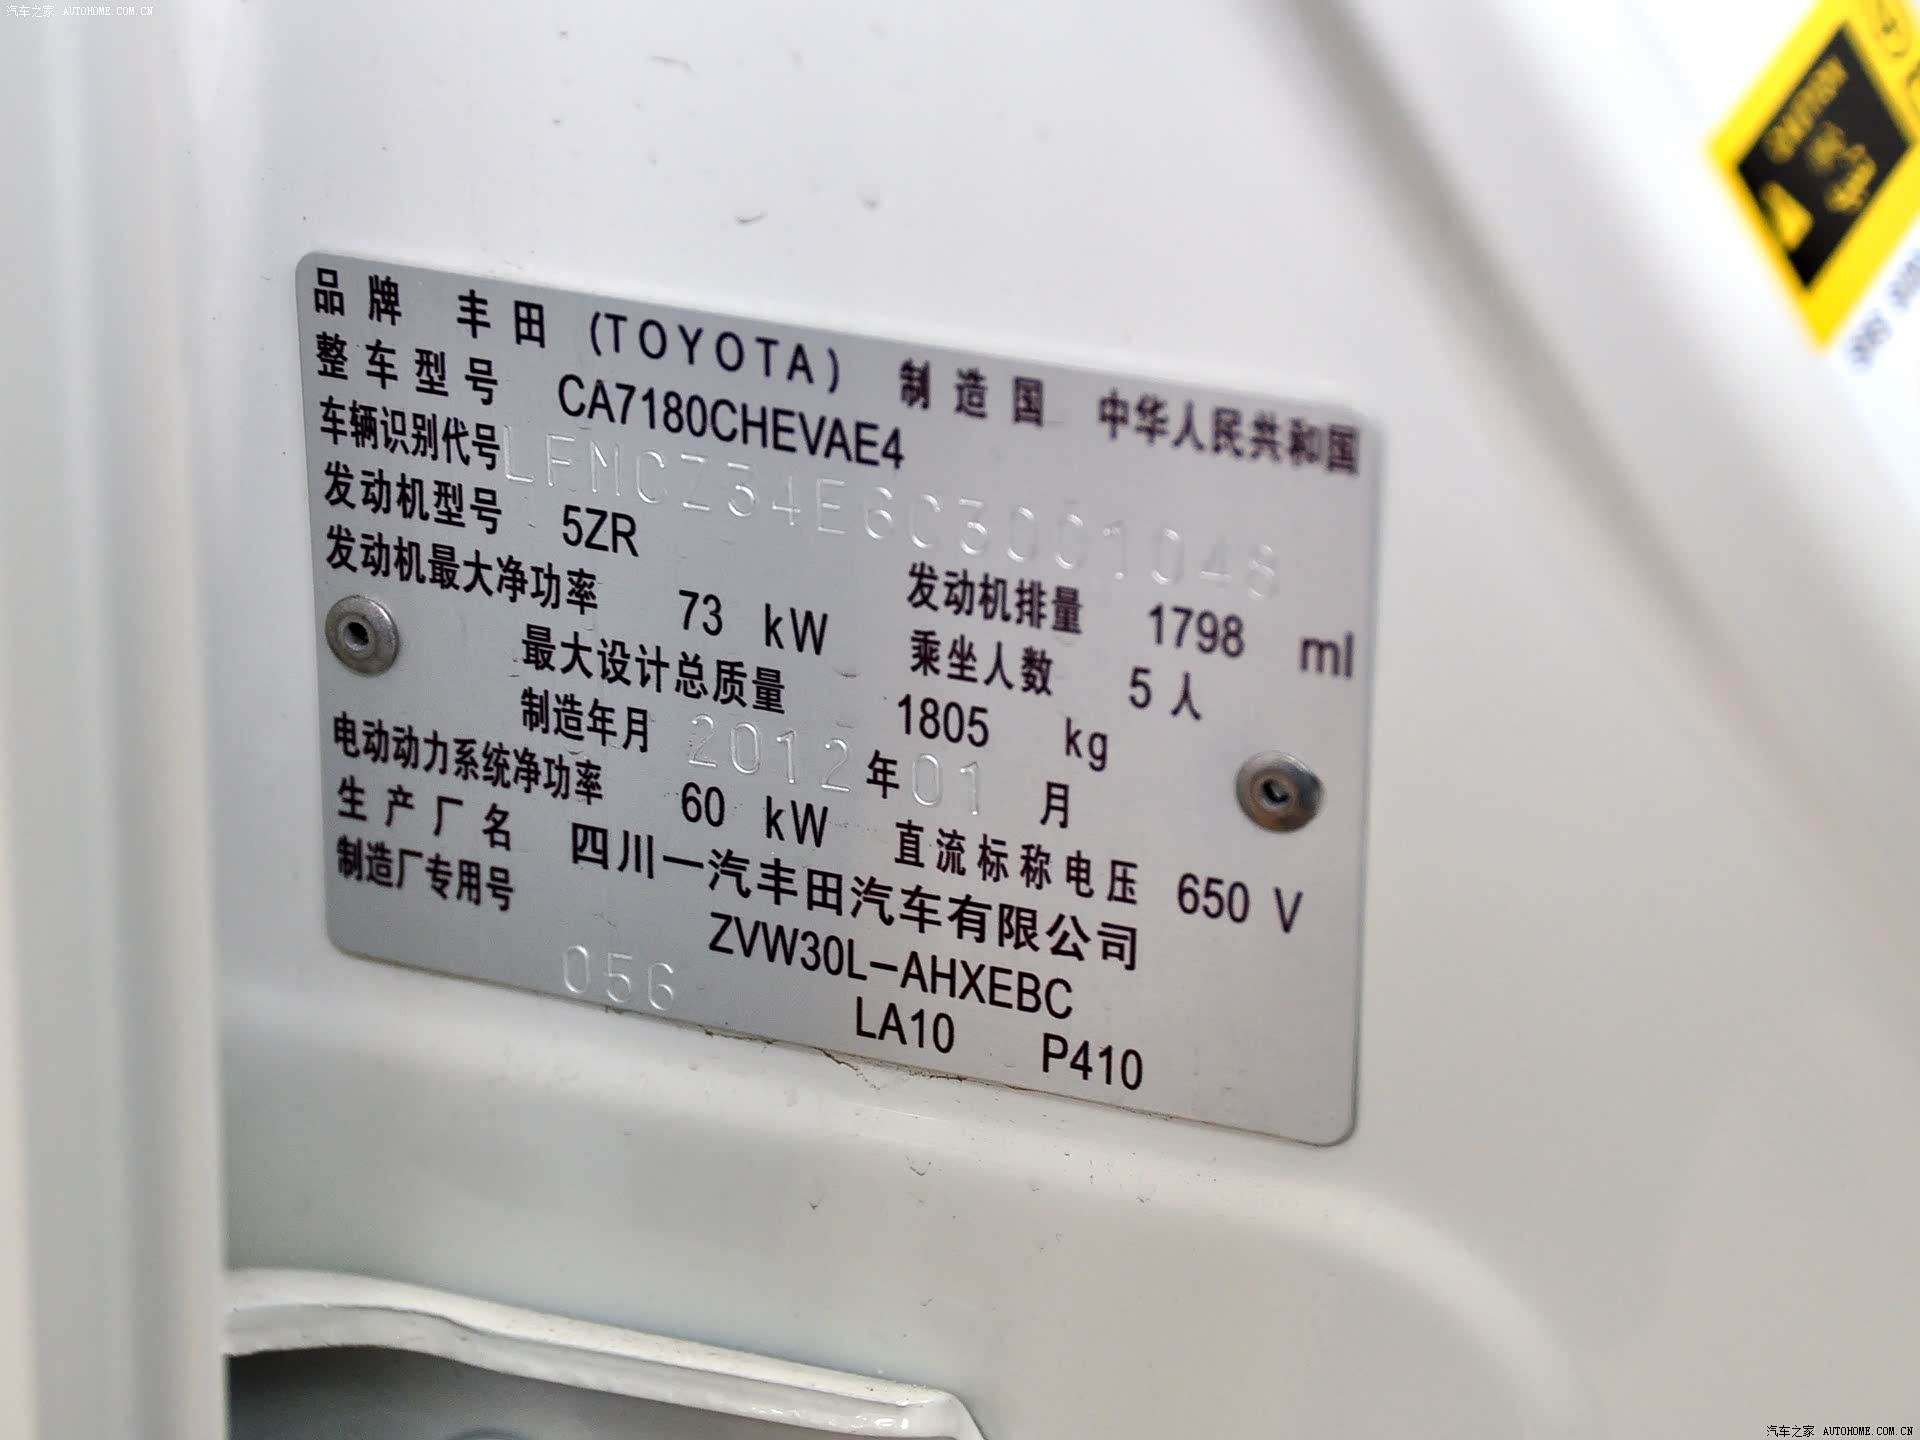 汽车之家 AUTOHOME.COM.CN
CAUTION
品牌 丰田 (TOYOTA) 制造国 中华人民共和国
整车型号 CA7180CHEVAE4
车辆识别代号 LFMCZ34E6C3001048
发动机型号 5ZR 发动机排量 1798 ml
发动机最大净功率 73 kW 乘坐人数 5 人
最大设计总质量 1805 kg
制造年月 2012 年 01 月
电动动力系统净功率 60 kW 直流标称电压 650 V
生产厂名 四川一汽丰田汽车有限公司
制造厂专用号 ZVW30L-AHXEBC
056 LA10 P410
汽车之家 AUTOHOME.COM.CN